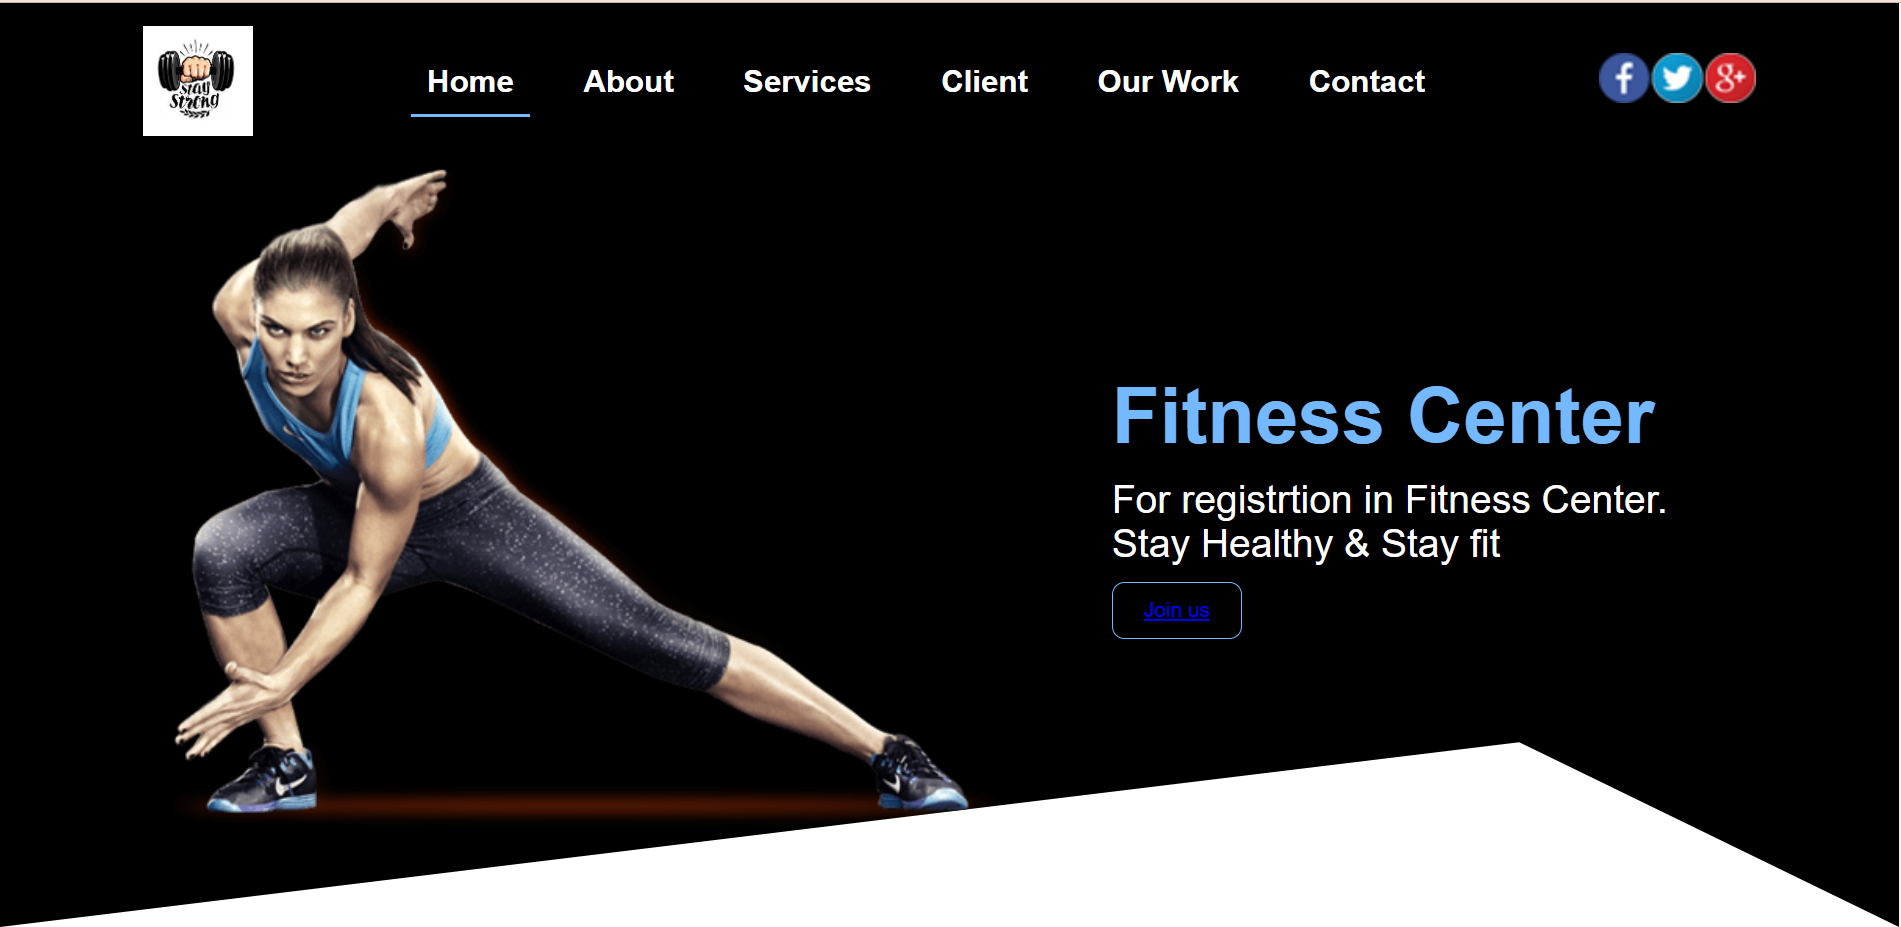 stay
strong
Home
About
Services
Client
Our Work
Contact
f
g+
Fitness Center
For registrtion in Fitness Center.
Stay Healthy & Stay fit
Join us